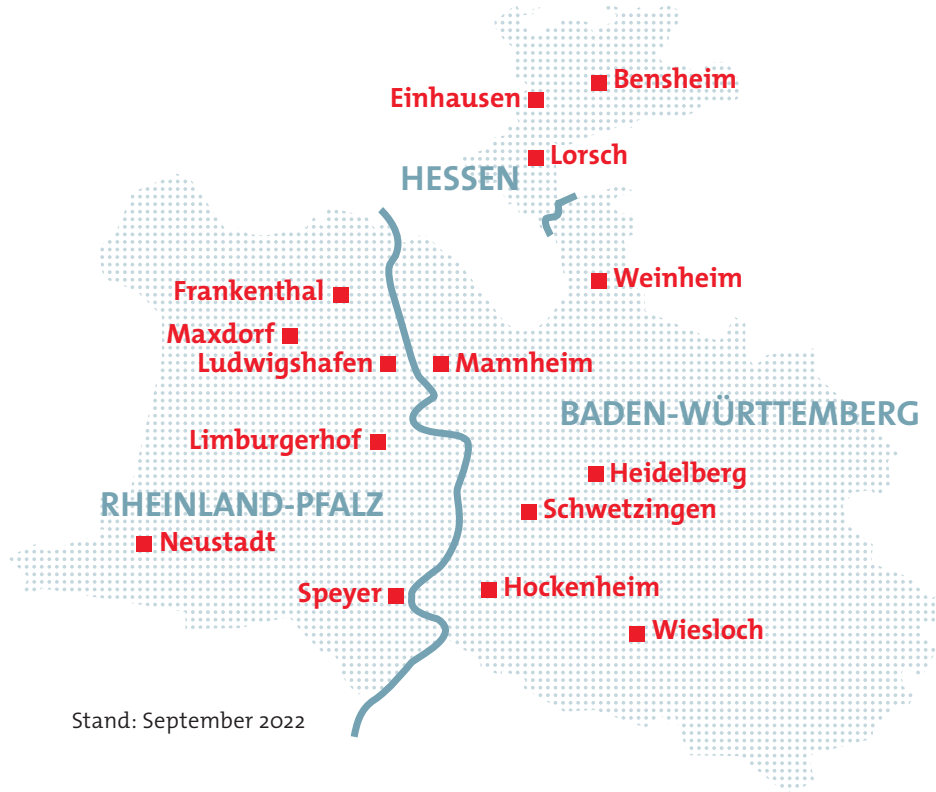 Bensheim
Einhausen
Lorsch
HESSEN
Weinheim
Frankenthal
Maxdorf
Ludwigshafen
Mannheim
BADEN-WÜRTTEMBERG
Limburgerhof
Heidelberg
RHEINLAND-PFALZ
Schwetzingen
Neustadt
Speyer
Hockenheim
Wiesloch
Stand: September 2022